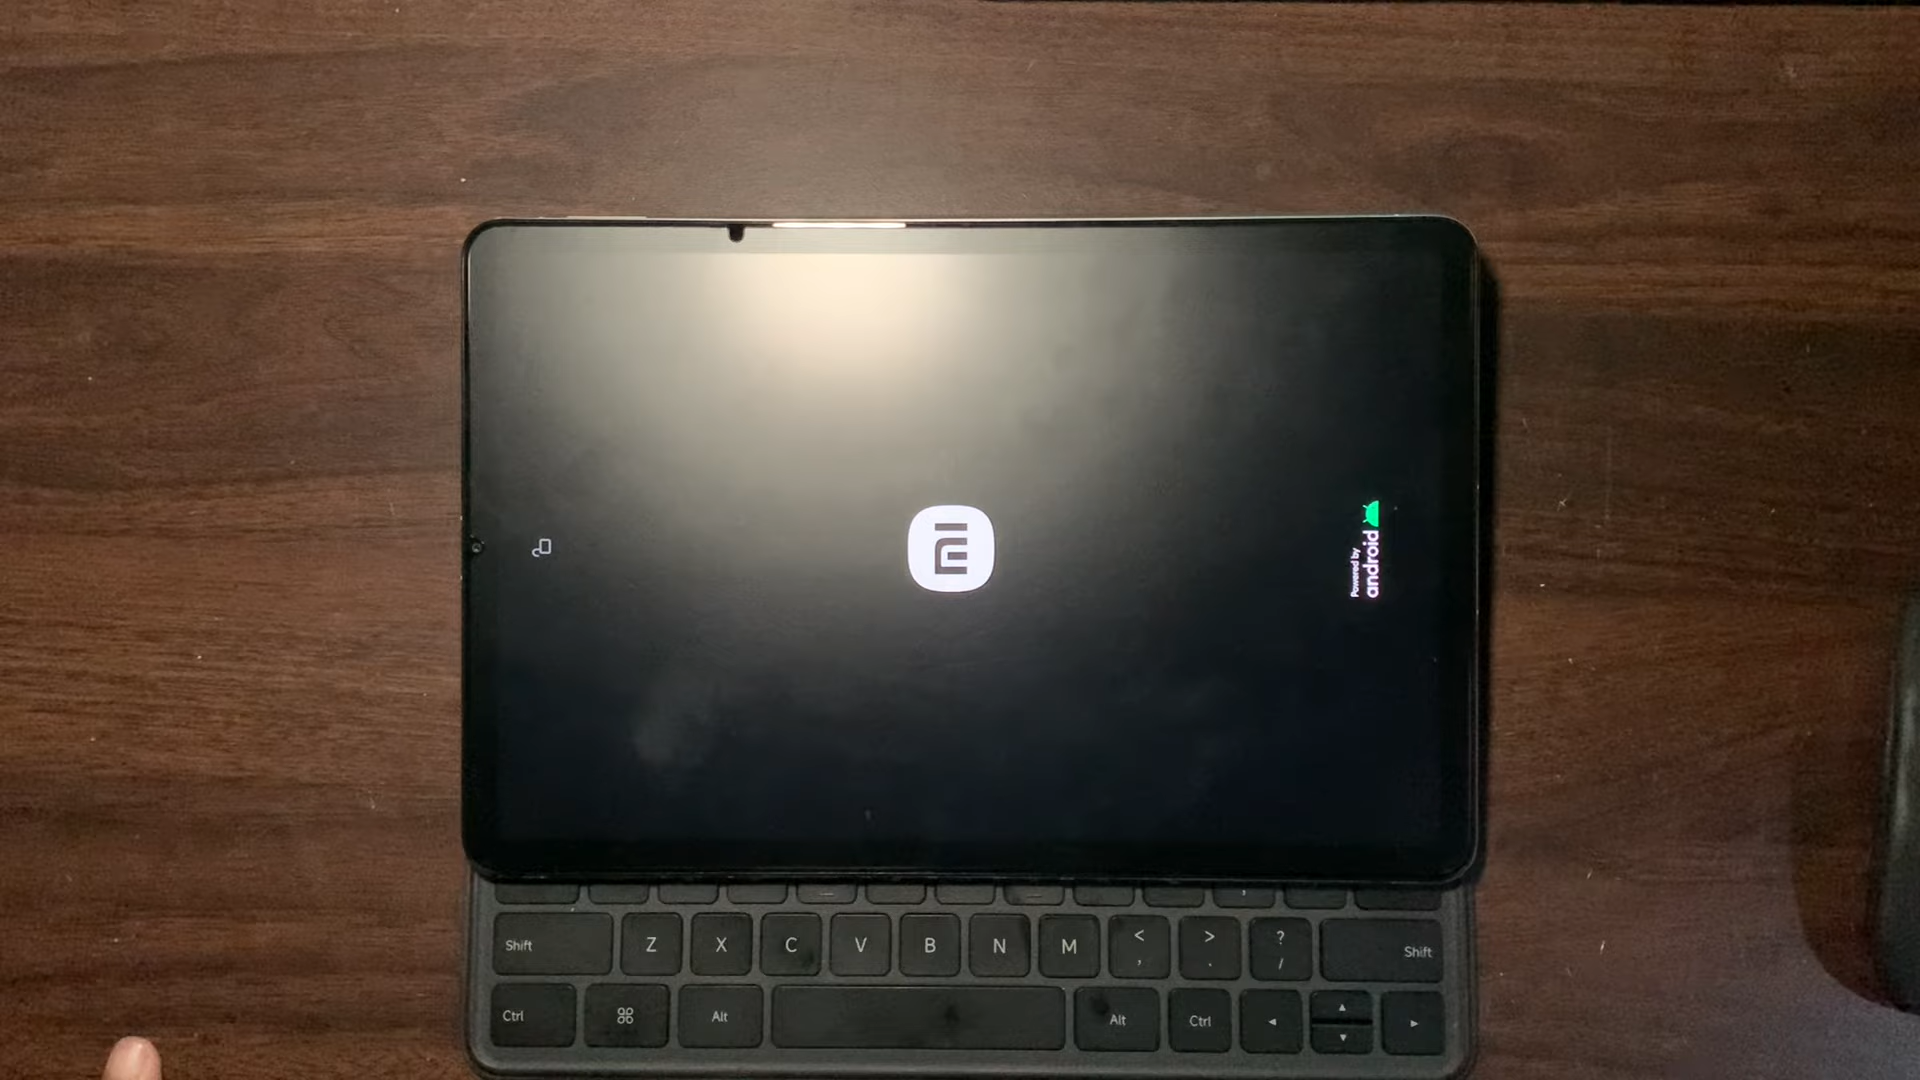 Powered by
android
Shift Z X C V B N M < , > . ? / Shift
Ctrl Alt Alt Ctrl